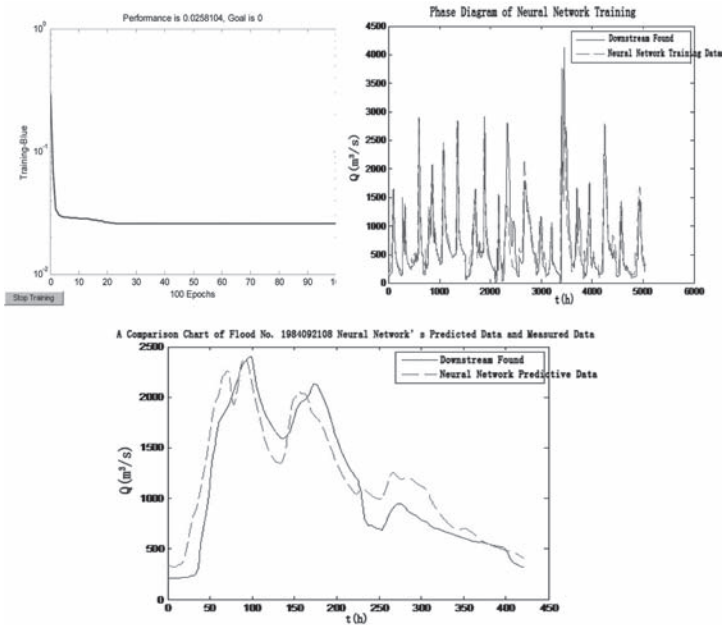 Performance is 0.0258104, Goal is 0
10^0
10^-1
10^-2
Training-Blue
0 10 20 30 40 50 60 70 80 90 10
100 Epochs
Stop Training
Phase Diagram of Neural Network Training
Downstream Found
Neural Network Training Data
4500
4000
3500
3000
2500
2000
1500
1000
500
0
Q(m³/s)
0 1000 2000 3000 4000 5000 6000
t(h)
A Comparison Chart of Flood No. 1984092108 Neural Network's Predicted Data and Measured Data
Downstream Found
Neural Network Predictive Data
2500
2000
1500
1000
500
0
Q(m³/s)
0 50 100 150 200 250 300 350 400 450
t(h)